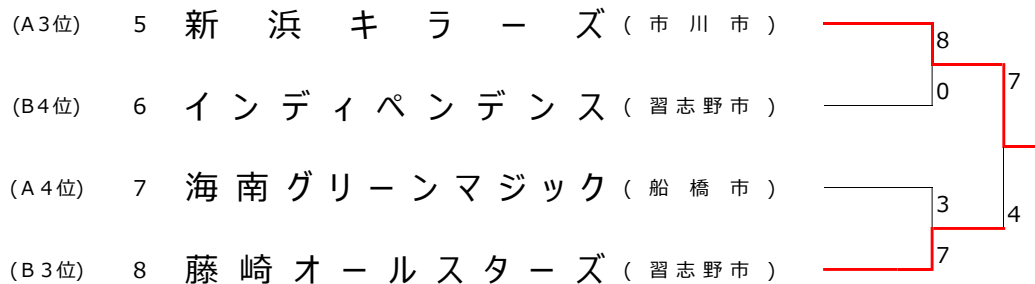 (A3位) 5 新浜キラーズ (市川市) 8
(B4位) 6 インディペンデンス (習志野市) 0 7
(A4位) 7 海南グリーンマジック (船橋市) 3 4
(B3位) 8 藤崎オールスターズ (習志野市) 7